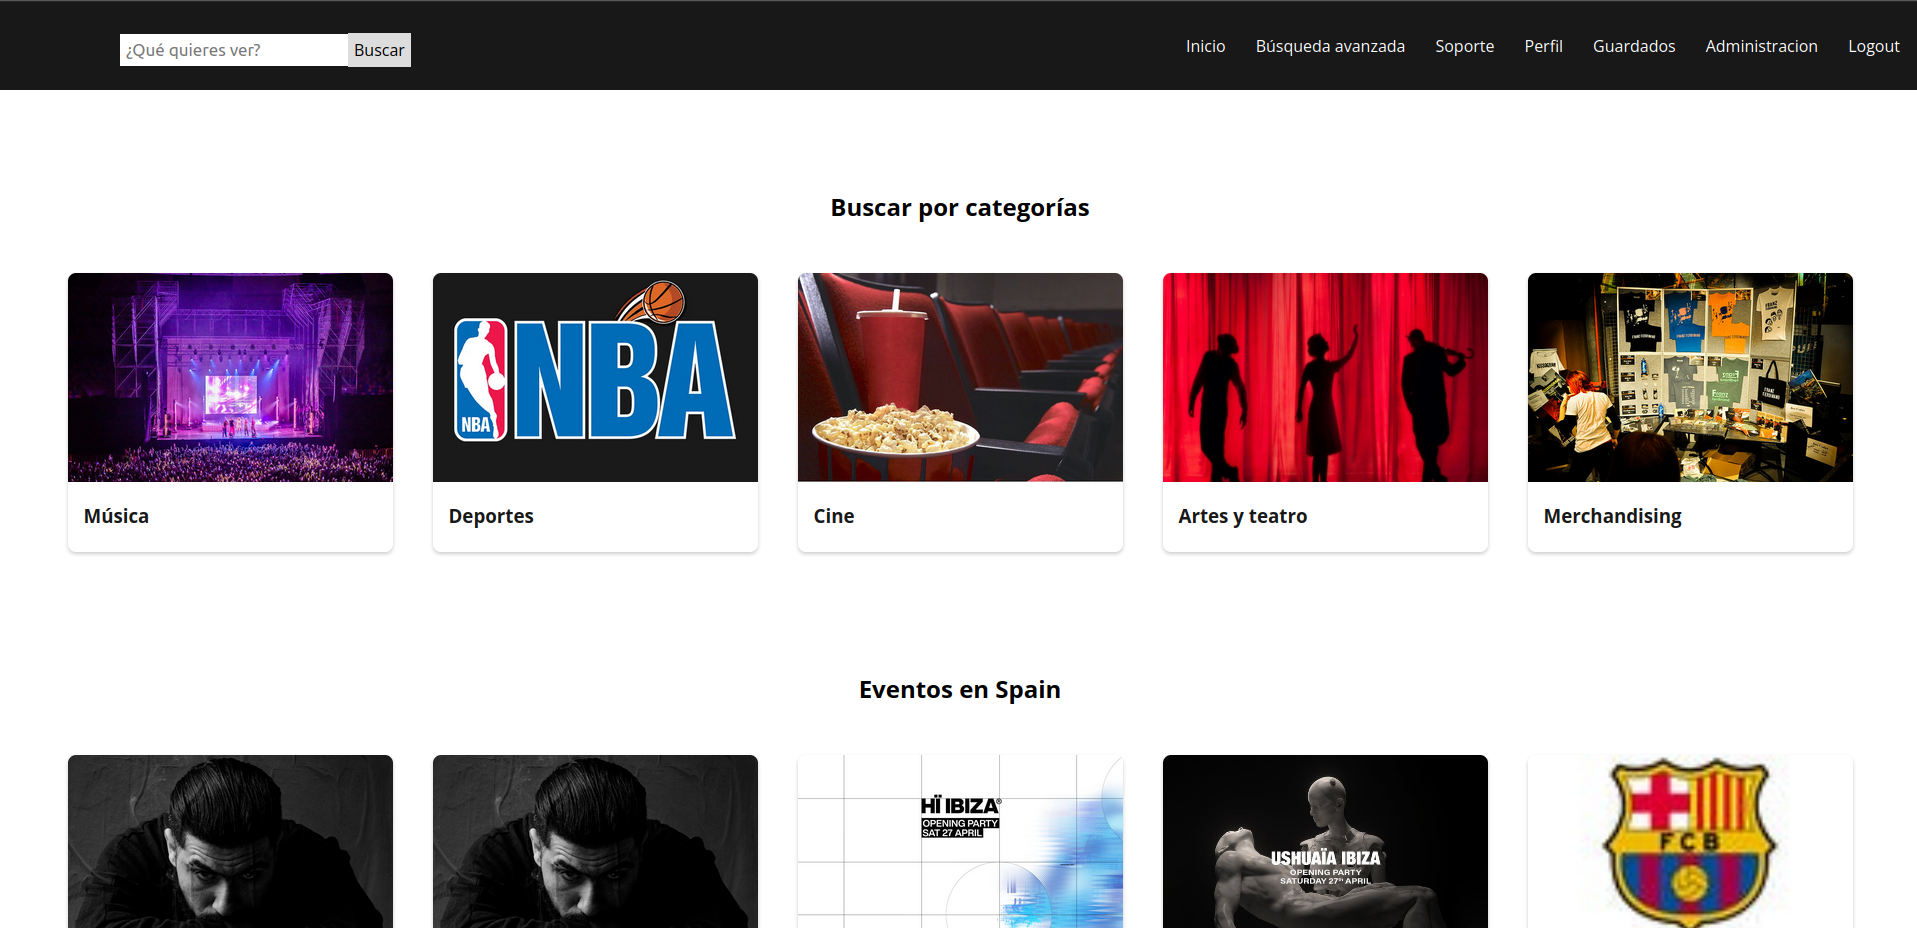 ¿Qué quieres ver? Buscar Inicio Búsqueda avanzada Soporte Perfil Guardados Administracion Logout
Buscar por categorías
NBA
NBA
Música Deportes Cine Artes y teatro Merchandising
Eventos en Spain
HÏ IBIZA®
OPENING PARTY
SAT 27 APRIL
USHUAÏA IBIZA
OPENING PARTY
SATURDAY 27TH APRIL
FCB